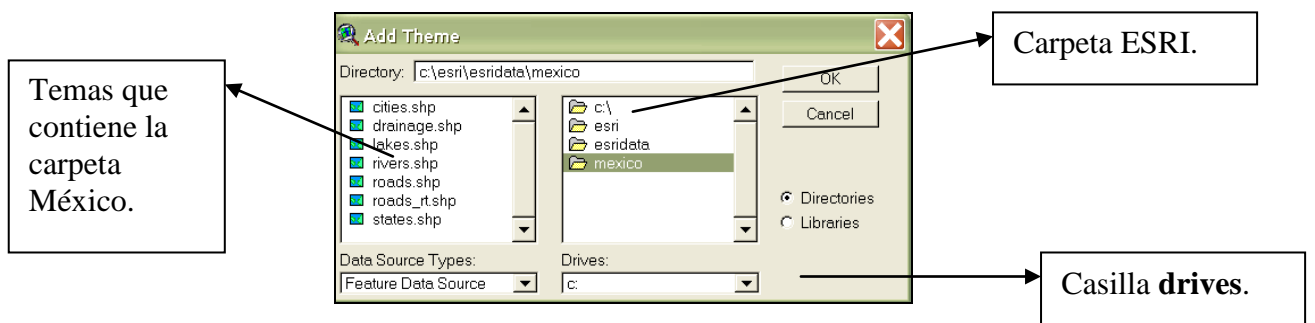 Add Theme
Carpeta ESRI.
Directory: c:\esri\esridata\mexico
OK
Temas que
contiene la
carpeta
México.
cities.shp
drainage.shp
lakes.shp
rivers.shp
roads.shp
roads_rt.shp
states.shp
c:\
esri
esridata
mexico
Cancel
Directories
Libraries
Data Source Types:
Feature Data Source
Drives:
c:
Casilla drives.